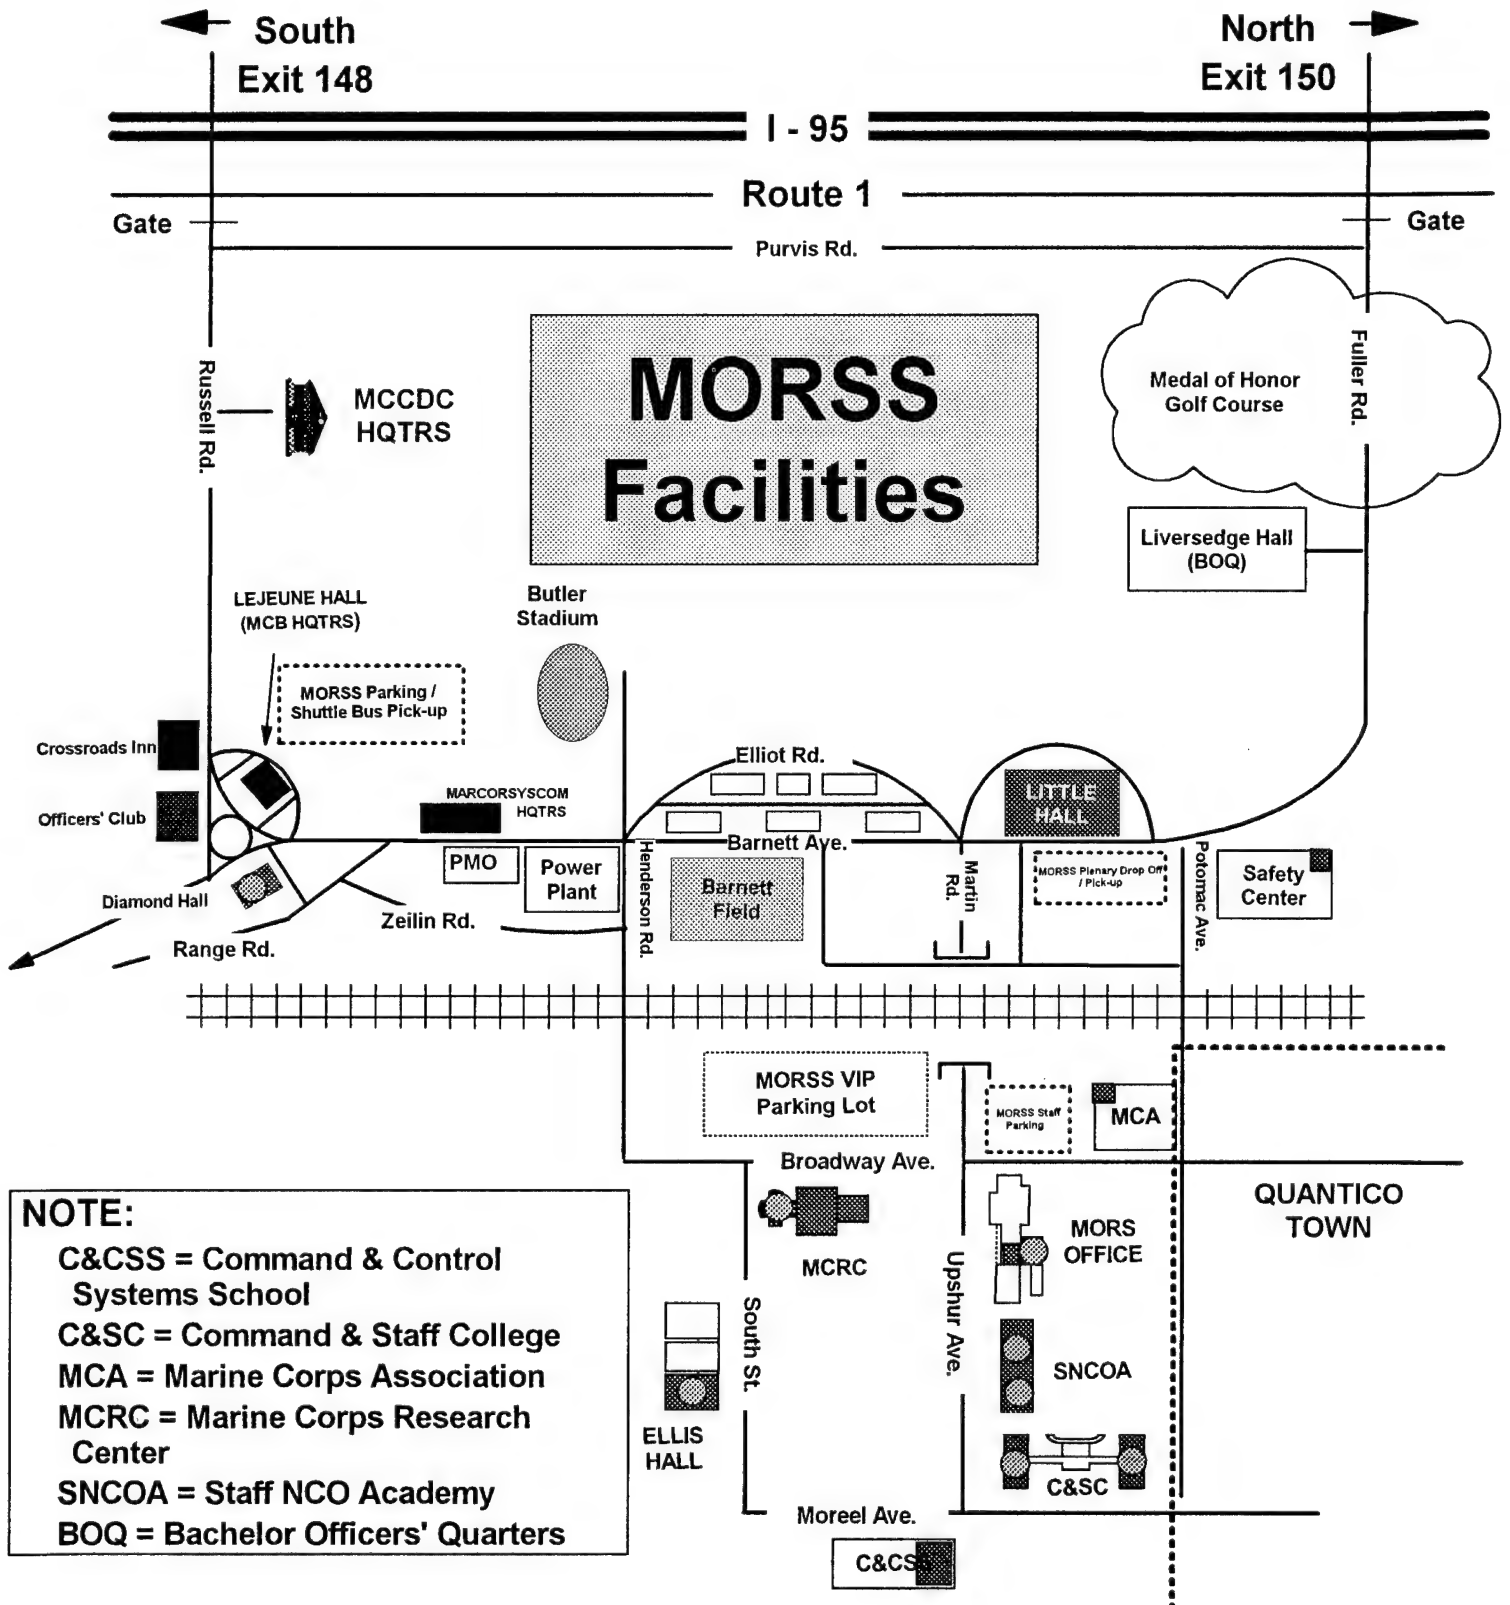 South
Exit 148
North
Exit 150
I - 95
Route 1
Gate
Gate
Purvis Rd.
Russell Rd.
MCCDC
HQTRS
MORSS
Facilities
Medal of Honor
Golf Course
Fuller Rd.
Liversedge Hall
(BOQ)
LEJEUNE HALL
(MCB HQTRS)
Butler
Stadium
MORSS Parking /
Shuttle Bus Pick-up
Crossroads Inn
Officers' Club
MARCORSYSCOM
HQTRS
Elliot Rd.
LITTLE
HALL
Barnett Ave.
PMO
Power
Plant
Henderson Rd.
Barnett
Field
Martin
Rd.
MORSS Plenary Drop Off
/ Pick-up
Potomac Ave.
Safety
Center
Diamond Hall
Zeilin Rd.
Range Rd.
MORSS VIP
Parking Lot
MORSS Staff
Parking
MCA
Broadway Ave.
QUANTICO
TOWN
MCRC
MORS
OFFICE
South St.
Upshur Ave.
SNCOA
ELLIS
HALL
C&SC
Moreel Ave.
C&CSS
NOTE:
C&CSS = Command & Control
Systems School
C&SC = Command & Staff College
MCA = Marine Corps Association
MCRC = Marine Corps Research
Center
SNCOA = Staff NCO Academy
BOQ = Bachelor Officers' Quarters